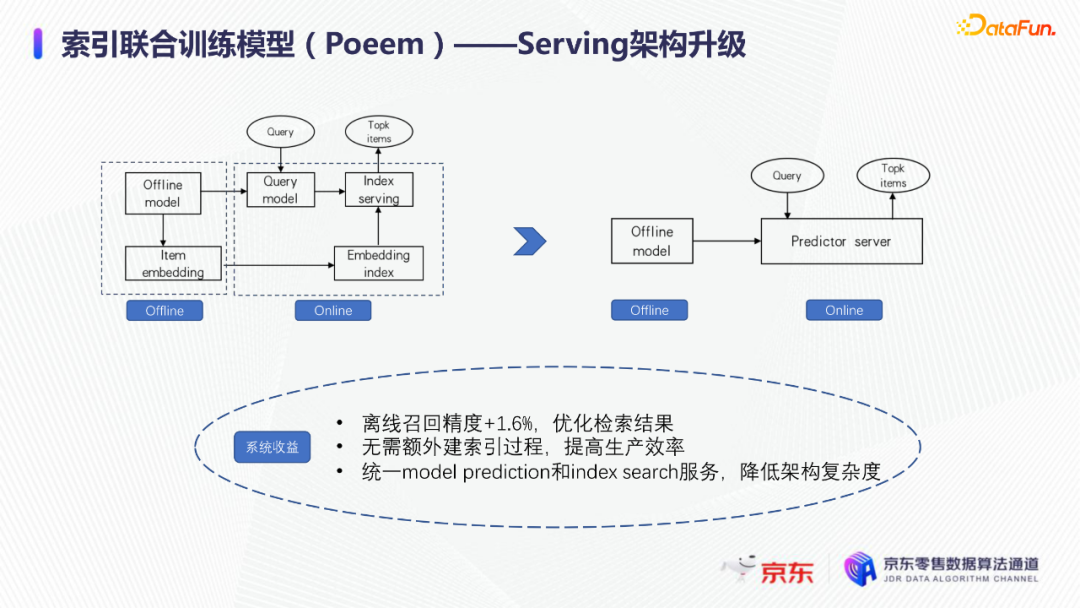 索引联合训练模型（Poeem）——Serving架构升级
DataFun.
Query
Topk
items
Offline
model
Query
model
Index
serving
Item
embedding
Embedding
index
Offline
Online
Query
Topk
items
Offline
model
Predictor server
Offline
Online
系统收益
• 离线召回精度+1.6%，优化检索结果
• 无需额外建索引过程，提高生产效率
• 统一model prediction和index search服务，降低架构复杂度
京东
京东零售数据算法通道
JDR DATA ALGORITHM CHANNEL